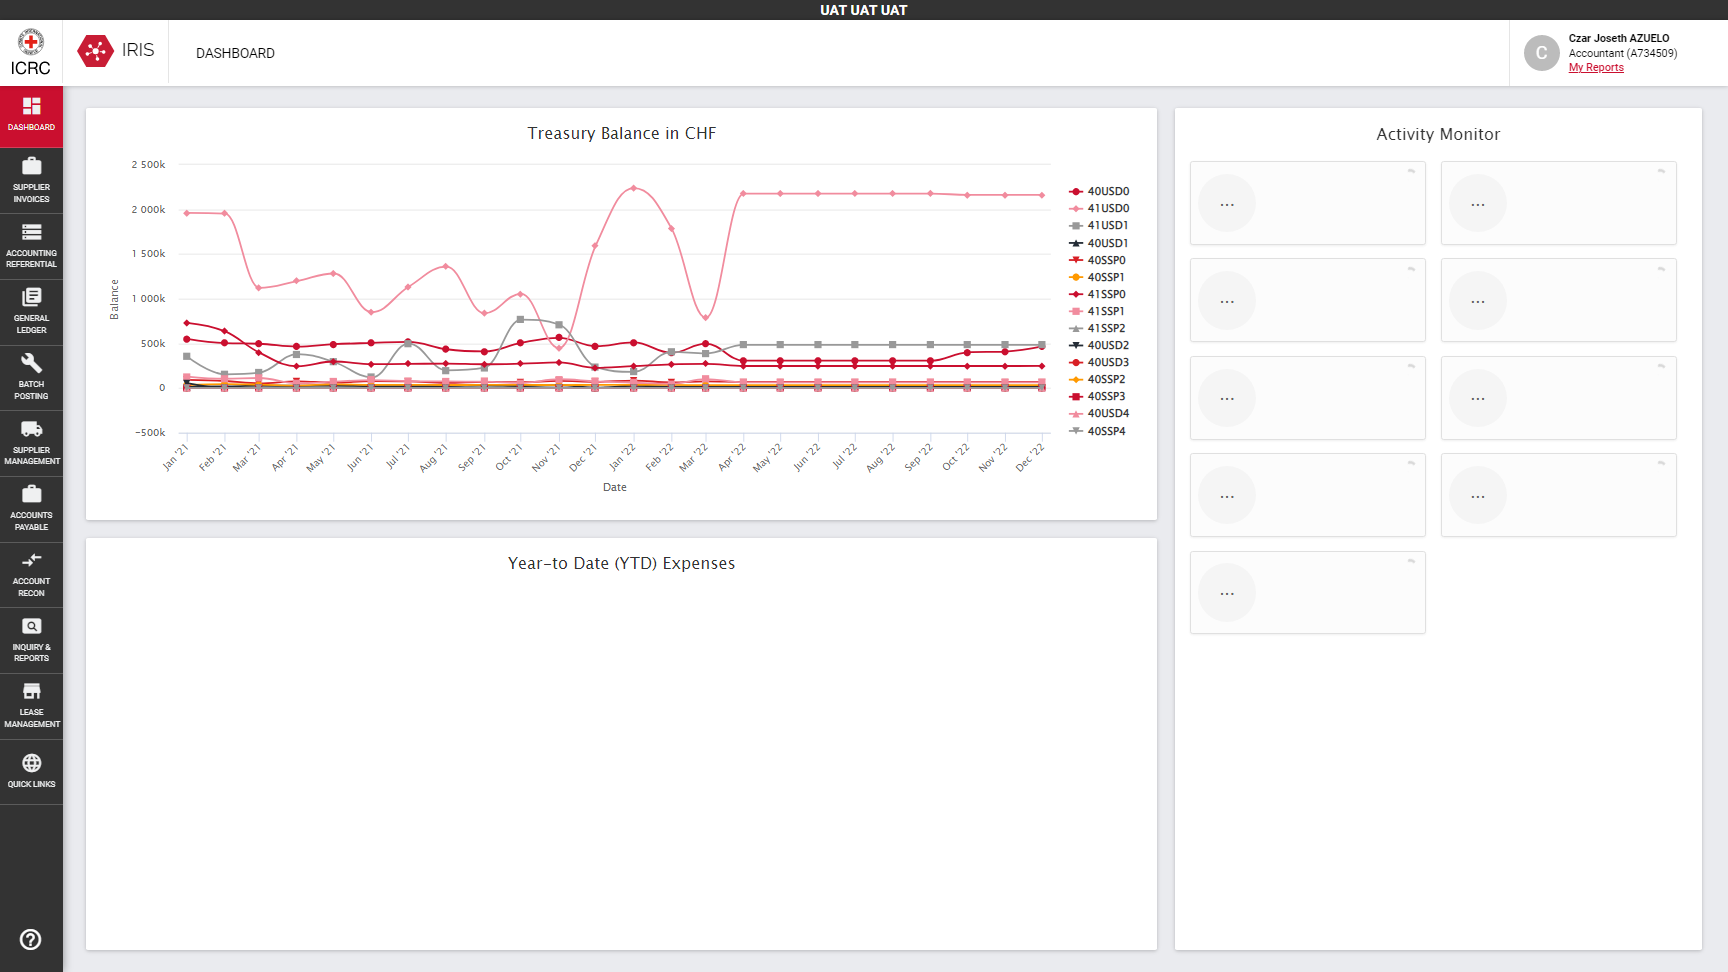 UAT UAT UAT
ICRC
IRIS
DASHBOARD
C
Czar Joseth AZUELO
Accountant (A734509)
My Reports
DASHBOARD
SUPPLIER
INVOICES
ACCOUNTING
REFERENTIAL
GENERAL
LEDGER
BATCH
POSTING
SUPPLIER
MANAGEMENT
ACCOUNTS
PAYABLE
ACCOUNT
RECON
INQUIRY &
REPORTS
LEASE
MANAGEMENT
QUICK LINKS
Treasury Balance in CHF
Balance
2 500k
2 000k
1 500k
1 000k
500k
0
-500k
Jan '21
Feb '21
Mar '21
Apr '21
May '21
Jun '21
Jul '21
Aug '21
Sep '21
Oct '21
Nov '21
Dec '21
Jan '22
Feb '22
Mar '22
Apr '22
May '22
Jun '22
Jul '22
Aug '22
Sep '22
Oct '22
Nov '22
Dec '22
Date
40USD0
41USD0
41USD1
40USD1
40SSP0
40SSP1
41SSP0
41SSP1
41SSP2
40USD2
40USD3
40SSP2
40SSP3
40USD4
40SSP4
Year-to Date (YTD) Expenses
Activity Monitor
...
...
...
...
...
...
...
...
...